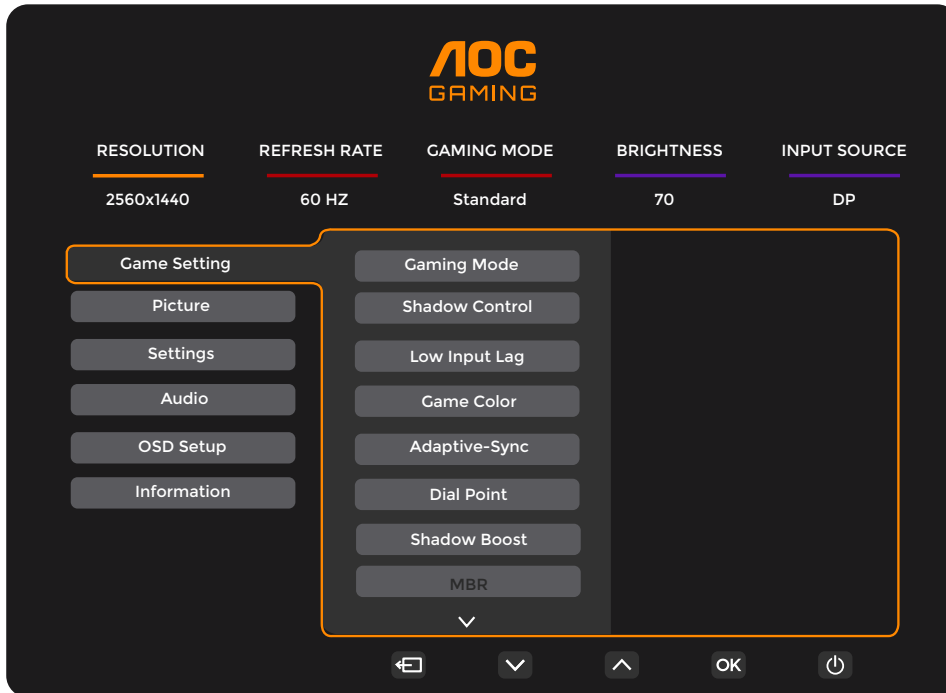 AOC
GAMING
RESOLUTION REFRESH RATE GAMING MODE BRIGHTNESS INPUT SOURCE
2560x1440 60 HZ Standard 70 DP
Game Setting Gaming Mode
Picture Shadow Control
Settings Low Input Lag
Audio Game Color
OSD Setup Adaptive-Sync
Information Dial Point
Shadow Boost
MBR
OK